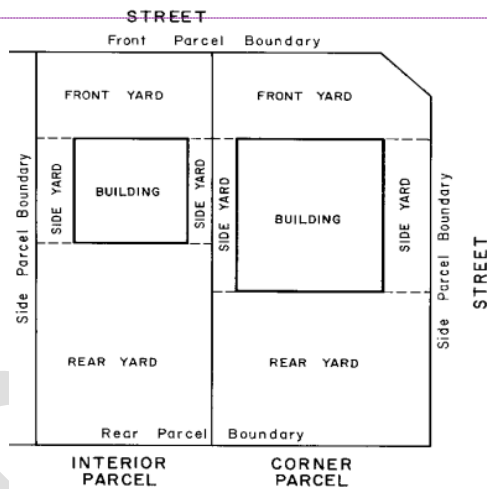 STREET
Front Parcel Boundary
FRONT YARD
FRONT YARD
Side Parcel Boundary
SIDE YARD
BUILDING
SIDE YARD
SIDE YARD
BUILDING
SIDE YARD
Side Parcel Boundary
STREET
REAR YARD
REAR YARD
Rear Parcel Boundary
INTERIOR
PARCEL
CORNER
PARCEL